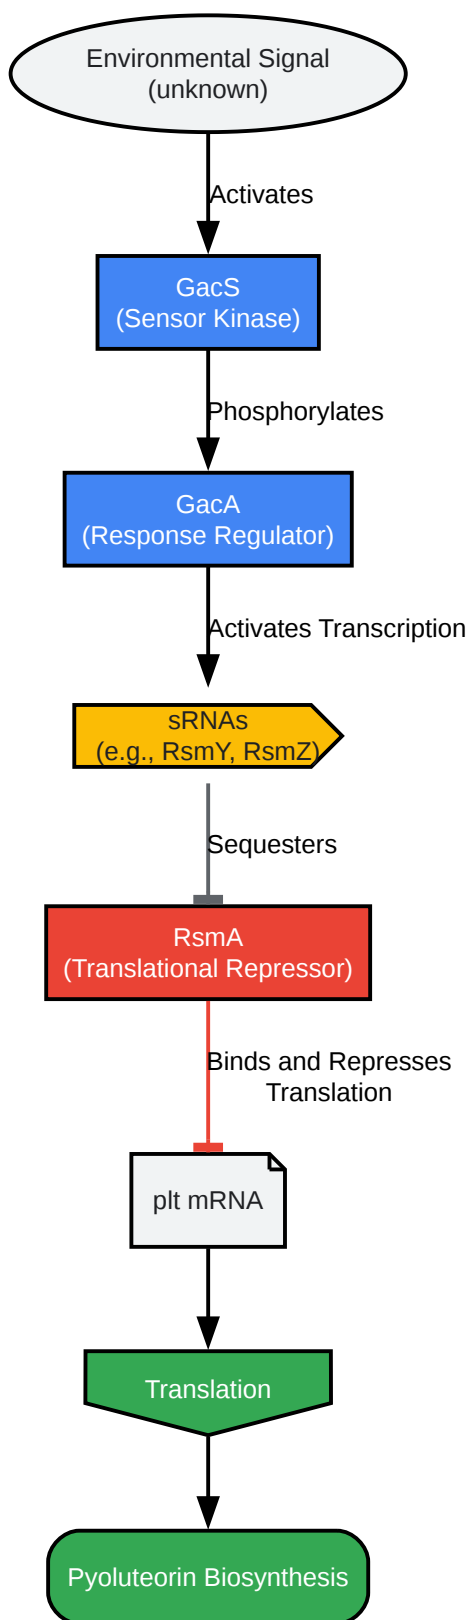 Environmental Signal
(unknown)
Activates
GacS
(Sensor Kinase)
Phosphorylates
GacA
(Response Regulator)
Activates Transcription
sRNAs
(e.g., RsmY, RsmZ)
Sequesters
RsmA
(Translational Repressor)
Binds and Represses
Translation
plt mRNA
Translation
Pyoluteorin Biosynthesis